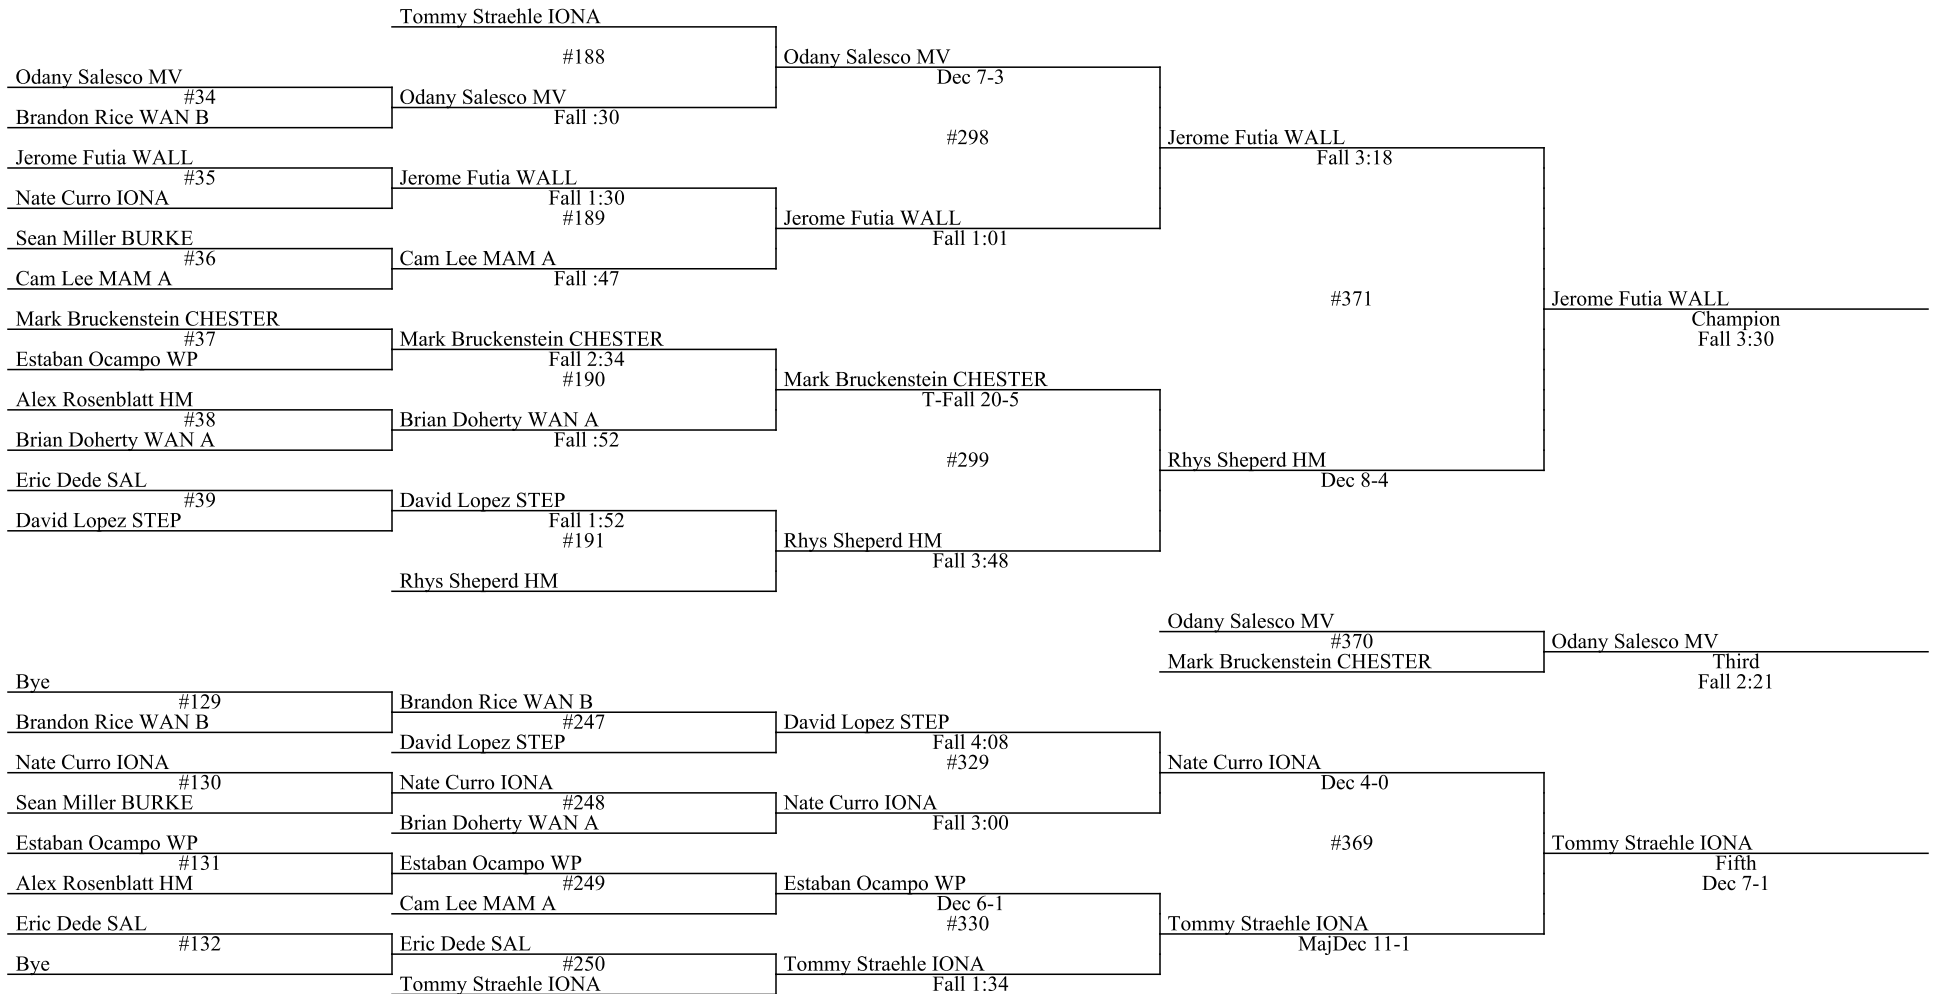 Tommy Straehle IONA
#188
Odany Salesco MV
Dec 7-3
Odany Salesco MV
#34
Odany Salesco MV
Fall :30
Brandon Rice WAN B
#298
Jerome Futia WALL
Fall 3:18
Jerome Futia WALL
#35
Jerome Futia WALL
Fall 1:30
Nate Curro IONA
#189
Jerome Futia WALL
Fall 1:01
Sean Miller BURKE
#36
Cam Lee MAM A
Fall :47
Cam Lee MAM A
#371
Jerome Futia WALL
Champion
Fall 3:30
Mark Bruckenstein CHESTER
#37
Mark Bruckenstein CHESTER
Fall 2:34
Estaban Ocampo WP
#190
Mark Bruckenstein CHESTER
T-Fall 20-5
Alex Rosenblatt HM
#38
Brian Doherty WAN A
Fall :52
Brian Doherty WAN A
#299
Rhys Sheperd HM
Dec 8-4
Eric Dede SAL
#39
David Lopez STEP
Fall 1:52
David Lopez STEP
#191
Rhys Sheperd HM
Fall 3:48
Rhys Sheperd HM
Odany Salesco MV
#370
Odany Salesco MV
Third
Fall 2:21
Mark Bruckenstein CHESTER
Bye
#129
Brandon Rice WAN B
Brandon Rice WAN B
#247
David Lopez STEP
Fall 4:08
David Lopez STEP
#329
Nate Curro IONA
Dec 4-0
Nate Curro IONA
#130
Nate Curro IONA
Sean Miller BURKE
#248
Nate Curro IONA
Fall 3:00
Brian Doherty WAN A
#369
Tommy Straehle IONA
Fifth
Dec 7-1
Estaban Ocampo WP
#131
Estaban Ocampo WP
Alex Rosenblatt HM
#249
Estaban Ocampo WP
Dec 6-1
Cam Lee MAM A
#330
Tommy Straehle IONA
MajDec 11-1
Eric Dede SAL
#132
Eric Dede SAL
Bye
#250
Tommy Straehle IONA
Fall 1:34
Tommy Straehle IONA